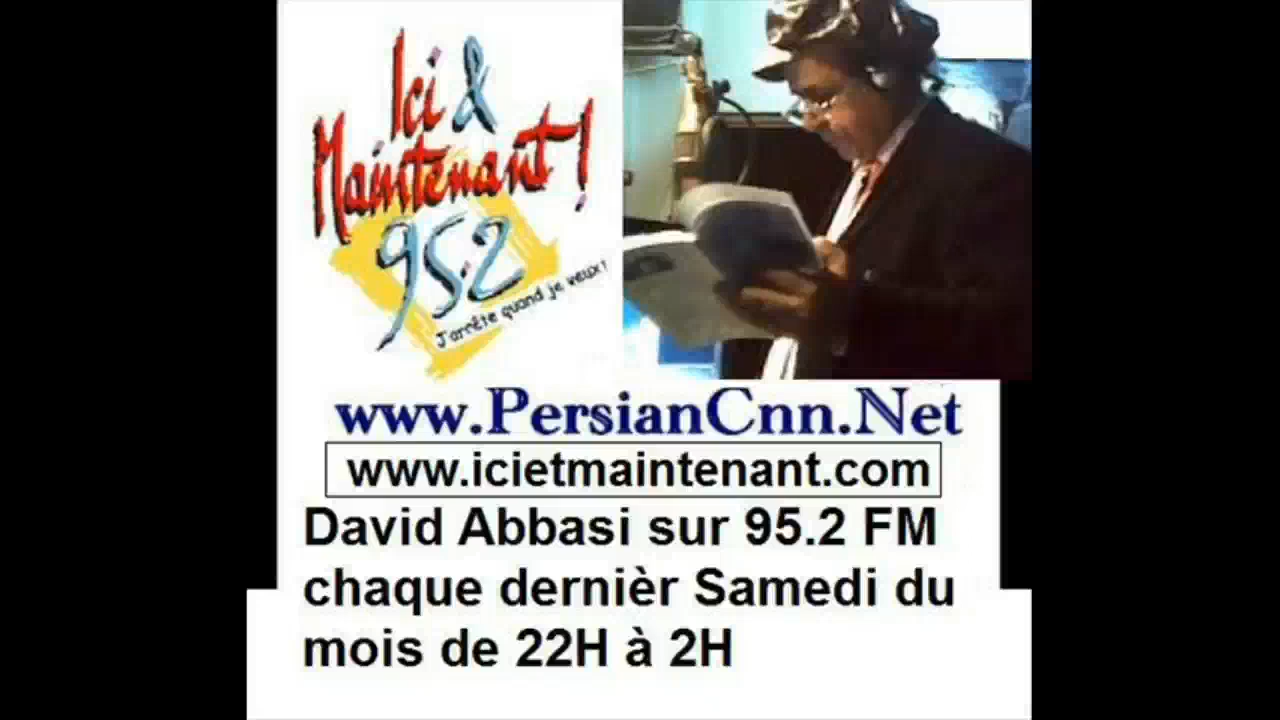 Ici &
Maintenant !
95.2
J'arrête quand je veux !
www.PersianCnn.Net
www.icietmaintenant.com
David Abbasi sur 95.2 FM
chaque dernièr Samedi du
mois de 22H à 2H